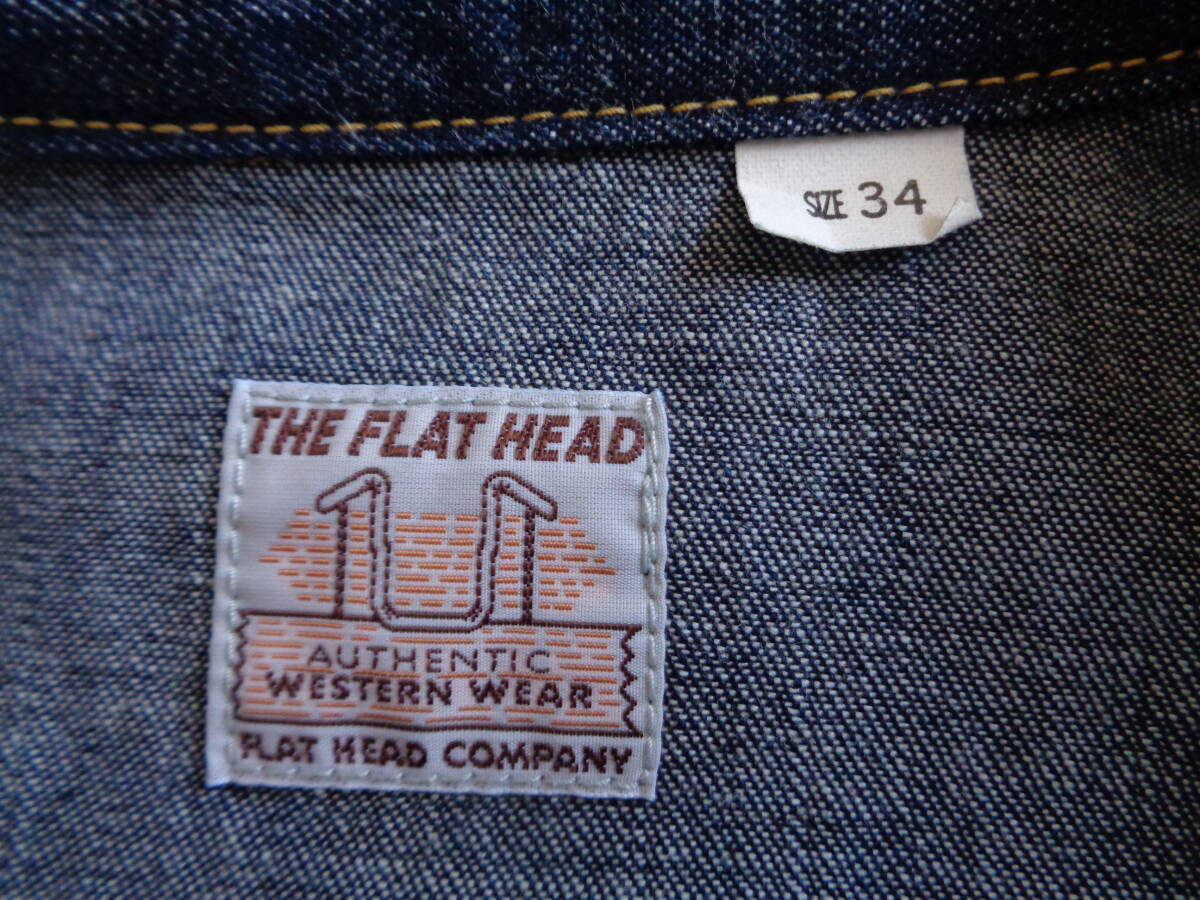 SIZE 34
THE FLAT HEAD
AUTHENTIC
WESTERN WEAR
FLAT HEAD COMPANY